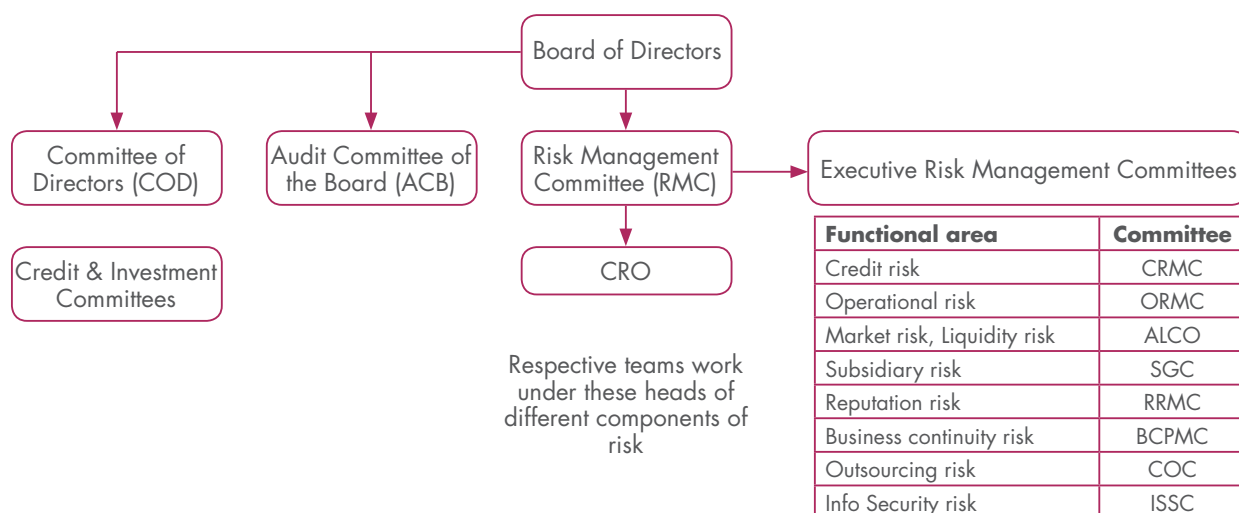 Board of Directors
Committee of
Directors (COD)
Audit Committee of
the Board (ACB)
Risk Management
Committee (RMC)
Executive Risk Management Committees
Credit & Investment
Committees
CRO
Respective teams work
under these heads of
different components of
risk
Functional area Committee
Credit risk CRMC
Operational risk ORMC
Market risk, Liquidity risk ALCO
Subsidiary risk SGC
Reputation risk RRMC
Business continuity risk BCPMC
Outsourcing risk COC
Info Security risk ISSC